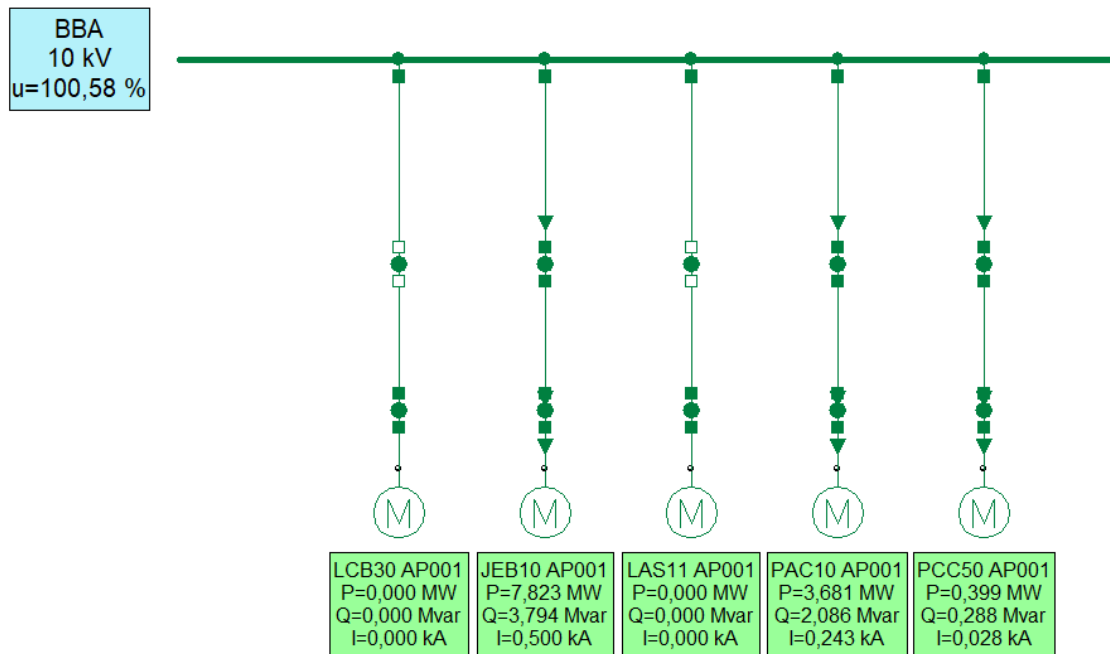 BBA
10 kV
u=100,58 %
M
M
M
M
M
LCB30 AP001
P=0,000 MW
Q=0,000 Mvar
I=0,000 kA
JEB10 AP001
P=7,823 MW
Q=3,794 Mvar
I=0,500 kA
LAS11 AP001
P=0,000 MW
Q=0,000 Mvar
I=0,000 kA
PAC10 AP001
P=3,681 MW
Q=2,086 Mvar
I=0,243 kA
PCC50 AP001
P=0,399 MW
Q=0,288 Mvar
I=0,028 kA